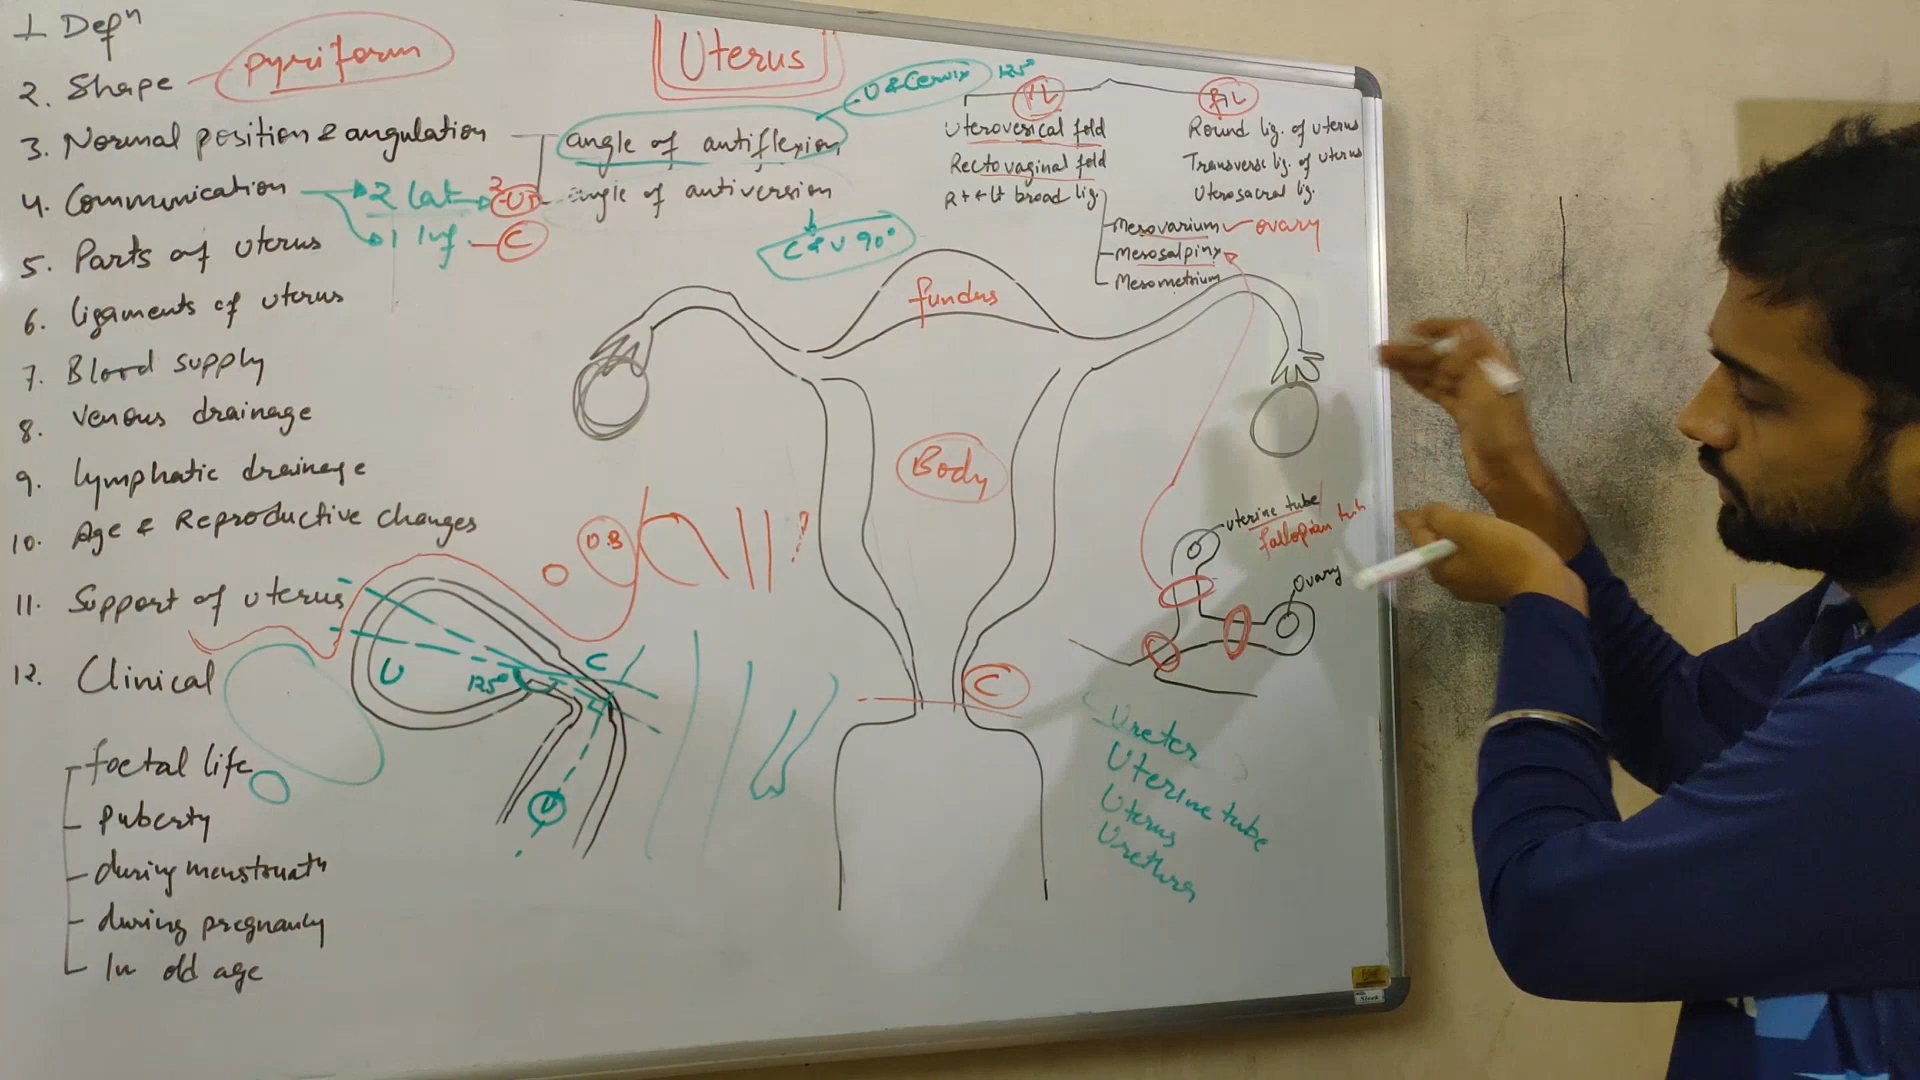 Uterus
1. Defⁿ
2. Shape
pyriform
3. Normal position & angulation
angle of antiflexion
U & Cervix 125°
angle of antiversion
C & V 90°
4. Communication
2 lat
1 Inf.
C
5. Parts of uterus
6. ligaments of uterus
7. Blood supply
8. venous drainage
9. lymphatic drainage
10. Age & Reproductive changes
11. Support of uterus
12. Clinical
foetal life
Puberty
during menstruatⁿ
during pregnancy
In old age
Uterovesical fold
Rectovaginal fold
Rt & Lt broad lig.
Mesovarium
ovary
Mesosalpinx
Mesometrium
Round lig. of uterus
Transverse lig. of uterus
Uterosacral lig.
fundus
Body
C
U
125°
C
V
?
uterine tube/
fallopian tub
Ovary
Ureter
Uterine tube
Uterus
Urethra